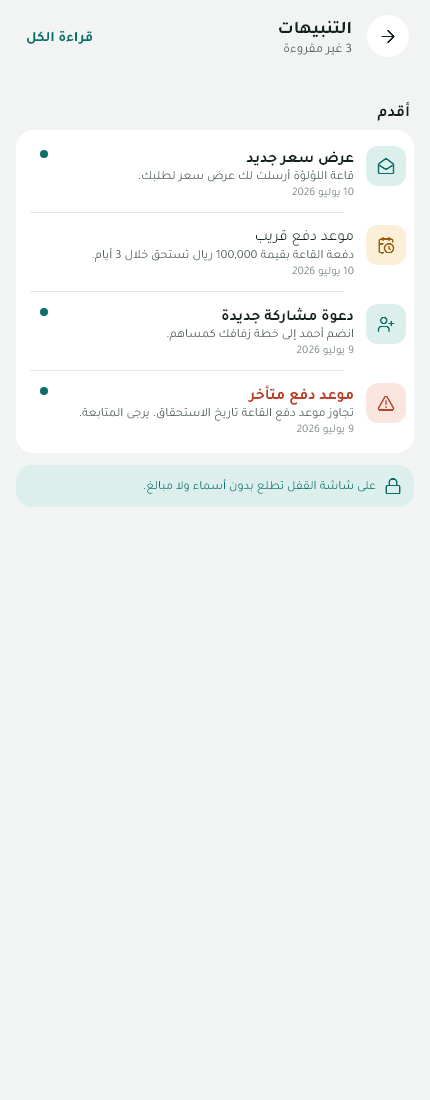 التنبيهات
3 غير مقروءة
قراءة الكل
أقدم
عرض سعر جديد
قاعة اللؤلؤة أرسلت لك عرض سعر لطلبك.
10 يوليو 2026
موعد دفع قريب
دفعة القاعة بقيمة 100,000 ريال تستحق خلال 3 أيام.
10 يوليو 2026
دعوة مشاركة جديدة
انضم أحمد إلى خطة زفافك كمساهم.
9 يوليو 2026
موعد دفع متأخر
تجاوز موعد دفع القاعة تاريخ الاستحقاق. يرجى المتابعة.
9 يوليو 2026
على شاشة القفل تطلع بدون أسماء ولا مبالغ.